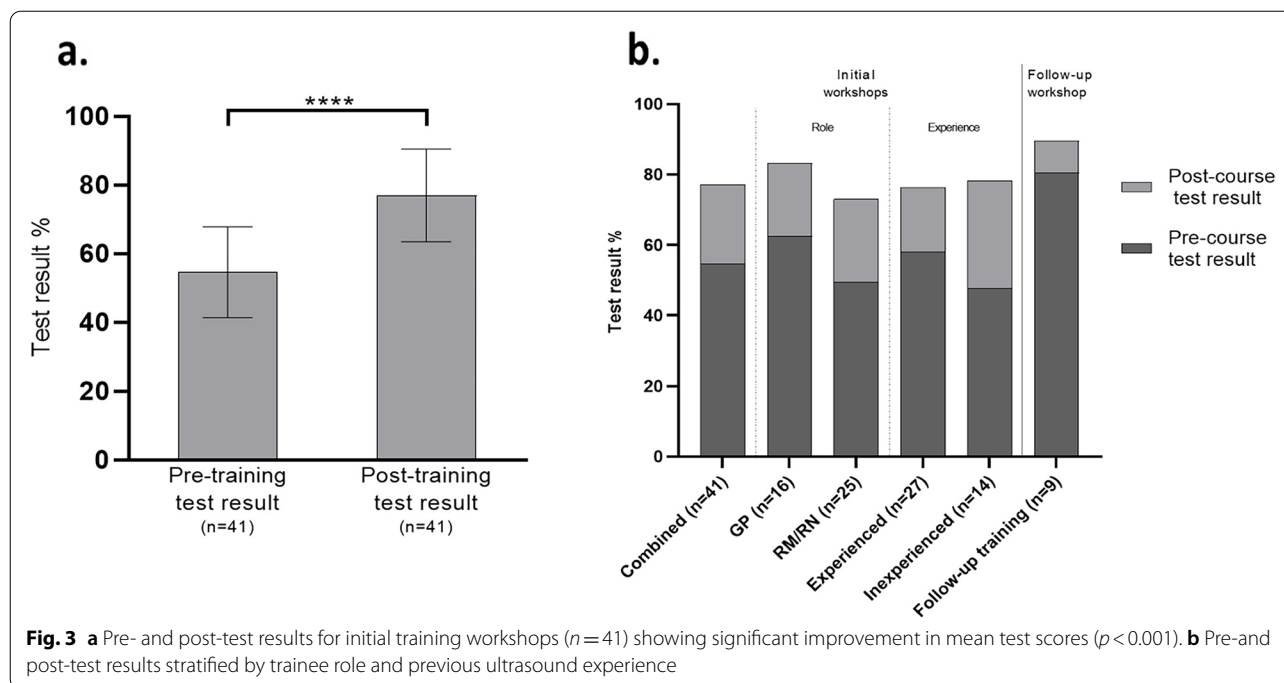 a.
****
100
80
60
40
20
0
Test result %
Pre-training
test result
(n=41)
Post-training
test result
(n=41)
b.
Initial
workshops
Follow-up
workshop
Role
Experience
100
80
60
40
20
0
Test result %
Combined (n=41)
GP (n=16)
RM/RN (n=25)
Experienced (n=27)
Inexperienced (n=14)
Follow-up training (n=9)
Post-course
test result
Pre-course
test result
Fig. 3 a Pre- and post-test results for initial training workshops (n = 41) showing significant improvement in mean test scores (p < 0.001). b Pre-and
post-test results stratified by trainee role and previous ultrasound experience